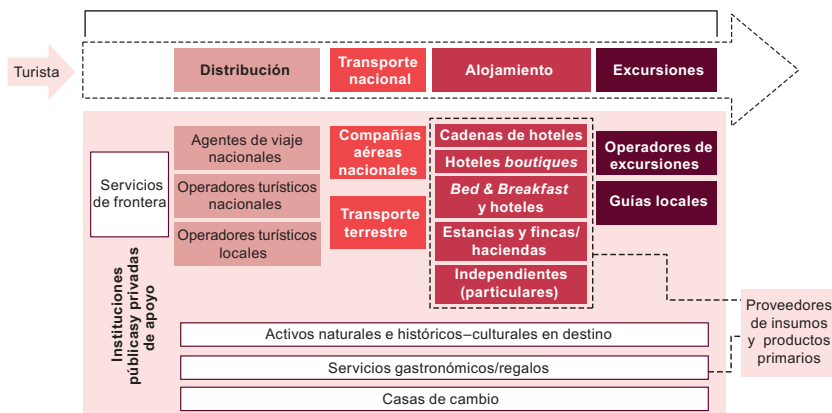 Turista
Distribución
Transporte
nacional
Alojamiento
Excursiones
Servicios
de frontera
Agentes de viaje
nacionales
Operadores turísticos
nacionales
Operadores turísticos
locales
Compañías
aéreas
nacionales
Transporte
terrestre
Cadenas de hoteles
Hoteles boutiques
Bed & Breakfast
y hoteles
Estancias y fincas/
haciendas
Independientes
(particulares)
Operadores de
excursiones
Guías locales
Instituciones
públicasy privadas
de apoyo
Activos naturales e históricos–culturales en destino
Servicios gastronómicos/regalos
Casas de cambio
Proveedores
de insumos
y productos
primarios